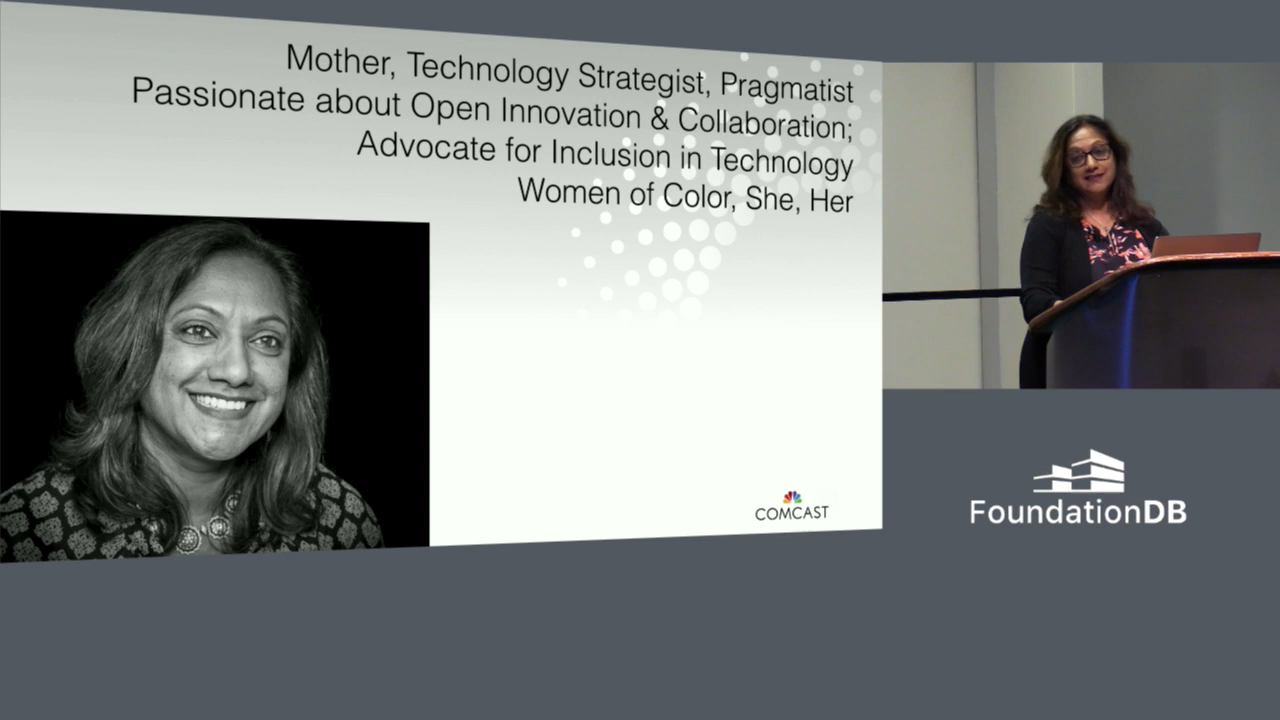 Mother, Technology Strategist, Pragmatist
Passionate about Open Innovation & Collaboration;
Advocate for Inclusion in Technology
Women of Color, She, Her
COMCAST
FoundationDB